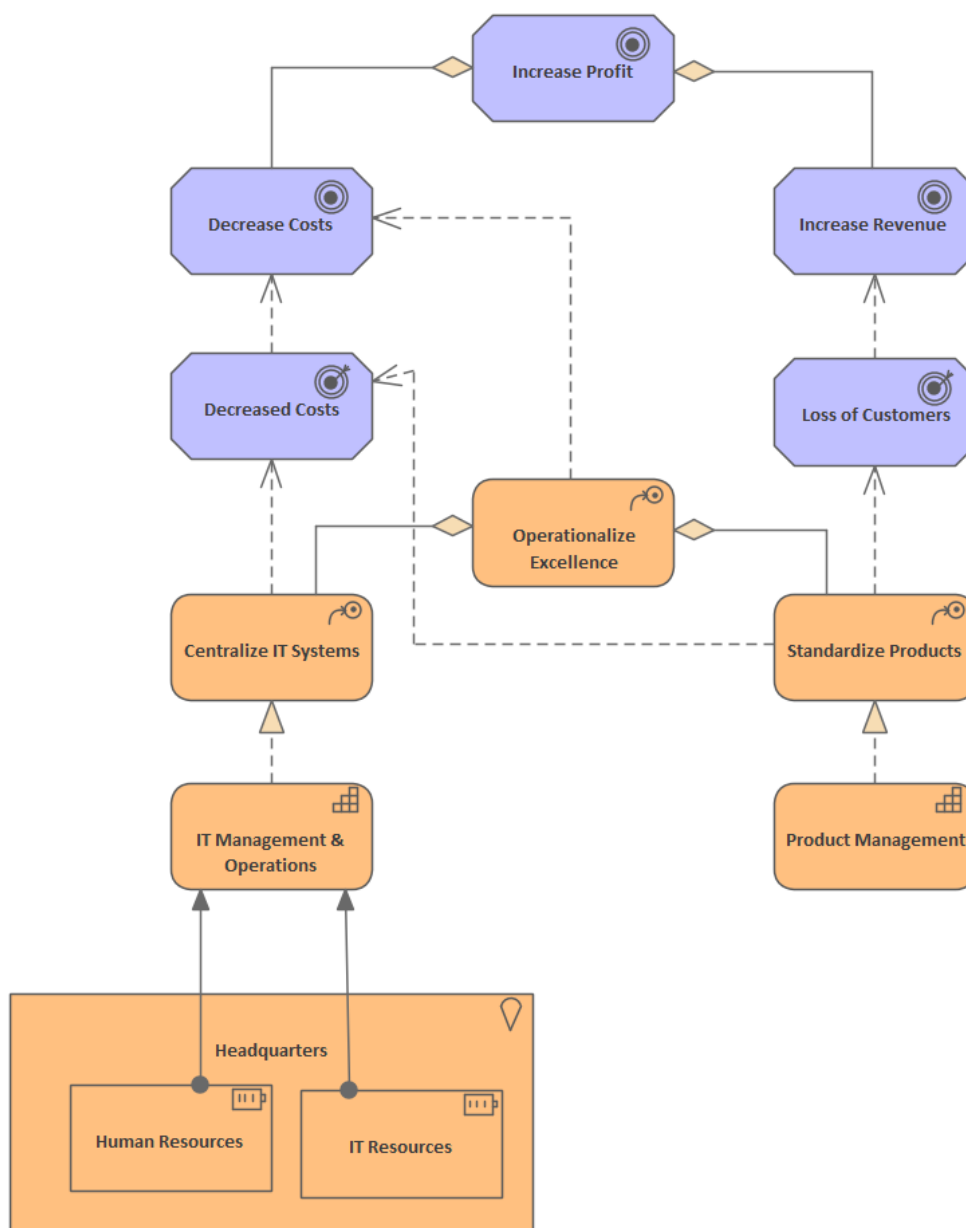 Increase Profit
Decrease Costs
Increase Revenue
Decreased Costs
Loss of Customers
Operationalize
Excellence
Centralize IT Systems
Standardize Products
IT Management &
Operations
Product Management
Headquarters
Human Resources
IT Resources